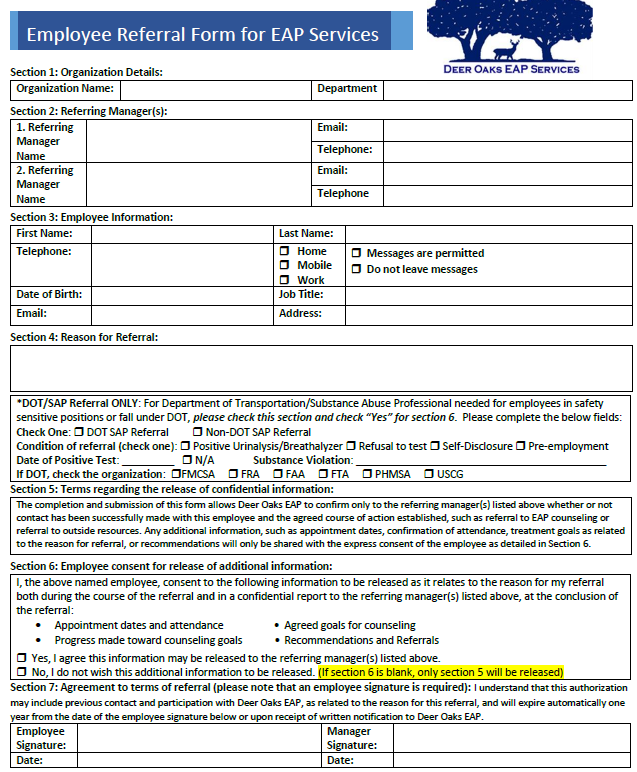 Employee Referral Form for EAP Services
DEER OAKS EAP SERVICES
Section 1: Organization Details:
Organization Name: Department
Section 2: Referring Manager(s):
1. Referring Manager Name
Email:
Telephone:
2. Referring Manager Name
Email:
Telephone
Section 3: Employee Information:
First Name: Last Name:
Telephone: ☐ Home ☐ Messages are permitted
☐ Mobile ☐ Do not leave messages
☐ Work
Date of Birth: Job Title:
Email: Address:
Section 4: Reason for Referral:
*DOT/SAP Referral ONLY: For Department of Transportation/Substance Abuse Professional needed for employees in safety
sensitive positions or fall under DOT, please check this section and check “Yes” for section 6. Please complete the below fields:
Check One: ☐ DOT SAP Referral ☐ Non-DOT SAP Referral
Condition of referral (check one): ☐ Positive Urinalysis/Breathalyzer ☐ Refusal to test ☐ Self-Disclosure ☐ Pre-employment
Date of Positive Test: _________ ☐ N/A Substance Violation: ____________________
If DOT, check the organization: ☐FMCSA ☐ FRA ☐ FAA ☐ FTA ☐ PHMSA ☐ USCG
Section 5: Terms regarding the release of confidential information:
The completion and submission of this form allows Deer Oaks EAP to confirm only to the referring manager(s) listed above whether or not
contact has been successfully made with this employee and the agreed course of action established, such as referral to EAP counseling or
referral to outside resources. Any additional information, such as appointment dates, confirmation of attendance, treatment goals as related
to the reason for referral, or recommendations will only be shared with the express consent of the employee as detailed in Section 6.
Section 6: Employee consent for release of additional information:
I, the above named employee, consent to the following information to be released as it relates to the reason for my referral
both during the course of the referral and in a confidential report to the referring manager(s) listed above, at the conclusion of
the referral:
• Appointment dates and attendance • Agreed goals for counseling
• Progress made toward counseling goals • Recommendations and Referrals
☐ Yes, I agree this information may be released to the referring manager(s) listed above.
☐ No, I do not wish this additional information to be released. (If section 6 is blank, only section 5 will be released)
Section 7: Agreement to terms of referral (please note that an employee signature is required): I understand that this authorization
may include previous contact and participation with Deer Oaks EAP, as related to the reason for this referral, and will expire automatically one
year from the date of the employee signature below or upon receipt of written notification to Deer Oaks EAP.
Employee Signature: Manager Signature:
Date: Date: